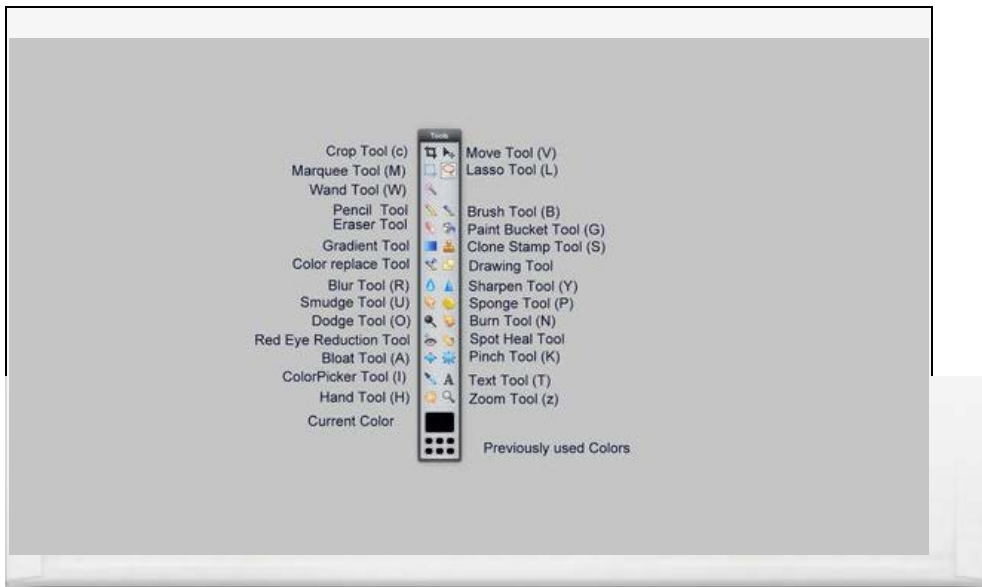 Tools
Crop Tool (c)
Move Tool (V)
Marquee Tool (M)
Lasso Tool (L)
Wand Tool (W)
Pencil Tool
Brush Tool (B)
Eraser Tool
Paint Bucket Tool (G)
Gradient Tool
Clone Stamp Tool (S)
Color replace Tool
Drawing Tool
Blur Tool (R)
Sharpen Tool (Y)
Smudge Tool (U)
Sponge Tool (P)
Dodge Tool (O)
Burn Tool (N)
Red Eye Reduction Tool
Spot Heal Tool
Bloat Tool (A)
Pinch Tool (K)
ColorPicker Tool (I)
Text Tool (T)
Hand Tool (H)
Zoom Tool (z)
Current Color
Previously used Colors